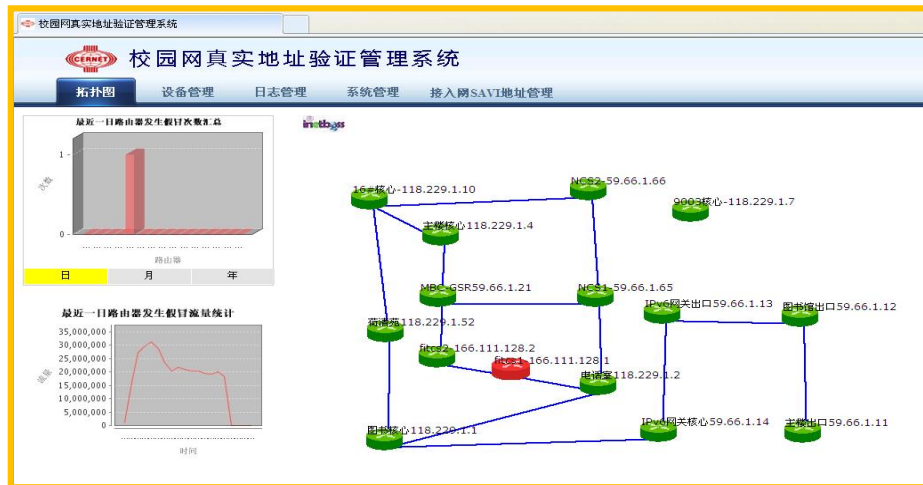 校园网真实地址验证管理系统
CERNET
校园网真实地址验证管理系统
拓扑图 设备管理 日志管理 系统管理 接入网SAVI地址管理
最近一日路由器发生假冒次数汇总
1
次数
0
路由器
日 月 年
最近一日路由器发生假冒流量统计
35,000,000
30,000,000
25,000,000
20,000,000
15,000,000
10,000,000
5,000,000
0
流量
时间
inetboss
16#核心-118.229.1.10
NCS2-59.66.1.66
9003核心-118.229.1.7
主楼核心118.229.1.4
MBC-GSR59.66.1.21
NCS1-59.66.1.65
IPv6网关出口59.66.1.13
图书馆出口59.66.1.12
荷清苑118.229.1.52
fitcs2-166.111.128.2
fitcs1-166.111.128.1
电话室118.229.1.2
图书核心118.229.1.1
IPv6网关核心59.66.1.14
主楼出口59.66.1.11